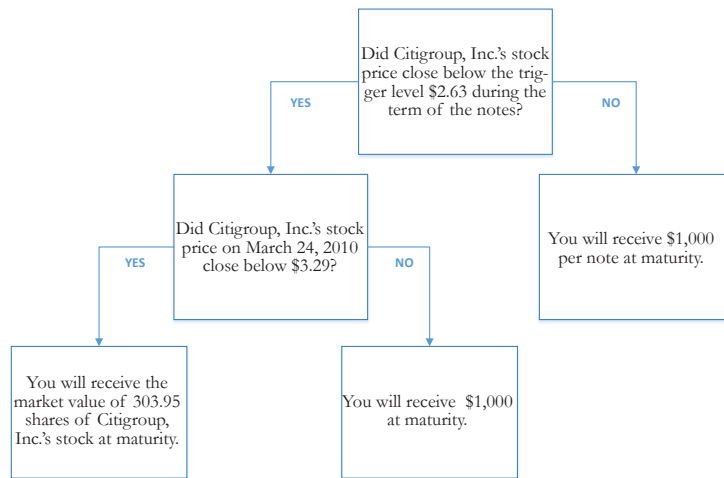 Did Citigroup, Inc.'s stock
price close below the trig-
ger level $2.63 during the
term of the notes?
YES
NO
Did Citigroup, Inc.'s stock
price on March 24, 2010
close below $3.29?
You will receive $1,000
per note at maturity.
YES
NO
You will receive the
market value of 303.95
shares of Citigroup,
Inc.'s stock at maturity.
You will receive $1,000
at maturity.